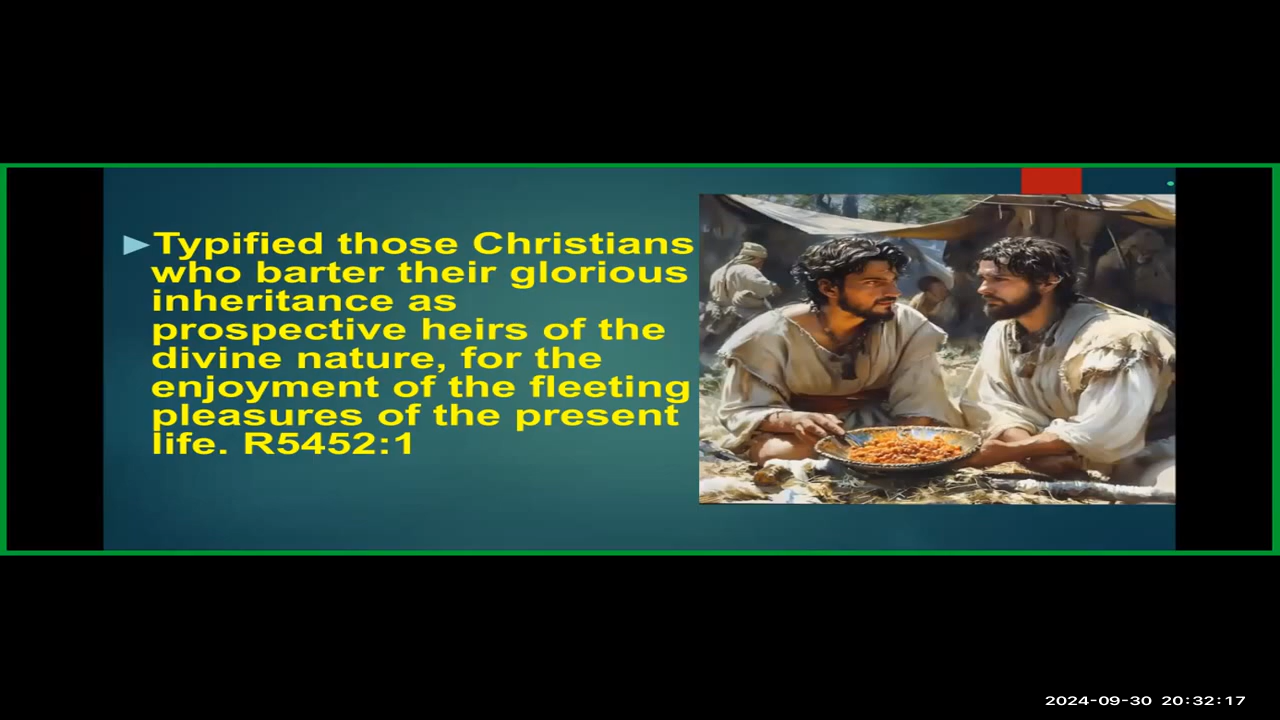 Typified those Christians
who barter their glorious
inheritance as
prospective heirs of the
divine nature, for the
enjoyment of the fleeting
pleasures of the present
life. R5452:1
2024-09-30 20:32:17